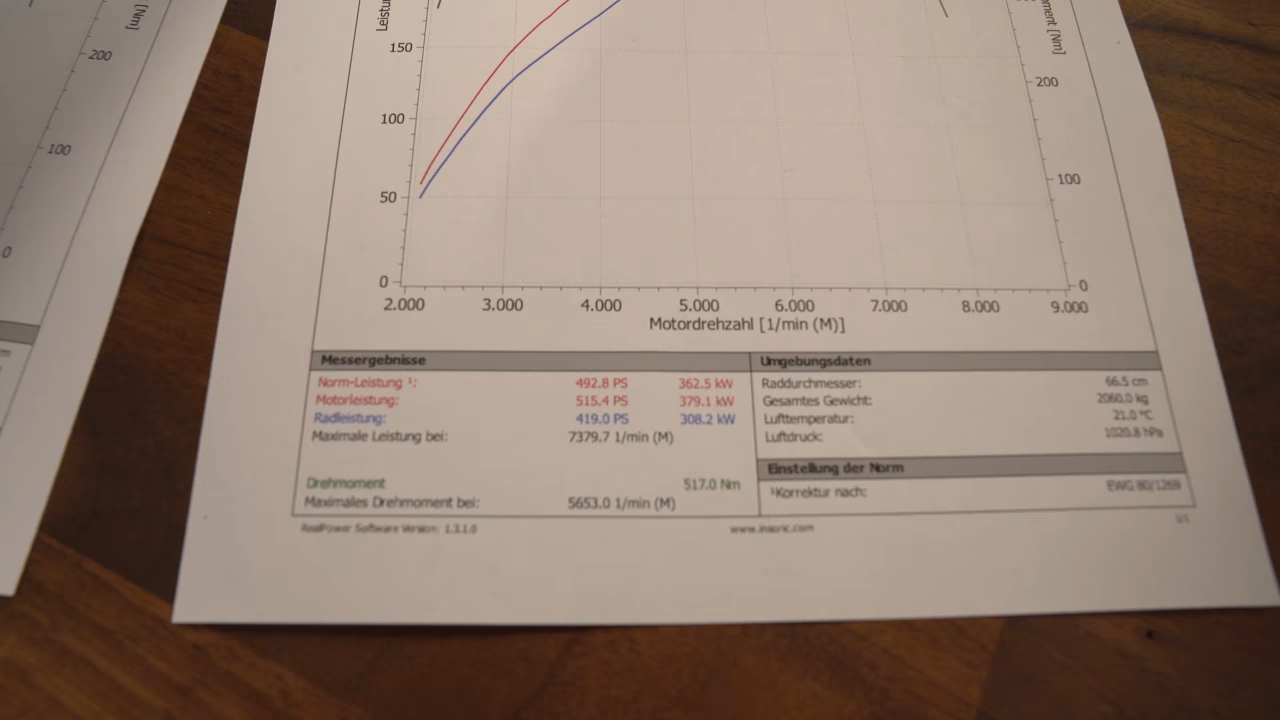 [Nm]
200
100
0
Leistu
150
100
50
0
ment [Nm]
200
100
0
2.000 3.000 4.000 5.000 6.000 7.000 8.000 9.000
Motordrehzahl [1/min (M)]
Messergebnisse
Norm-Leistung ¹: 492.8 PS 362.5 kW
Motorleistung: 515.4 PS 379.1 kW
Radleistung: 419.0 PS 308.2 kW
Maximale Leistung bei: 7379.7 1/min (M)
Drehmoment 517.0 Nm
Maximales Drehmoment bei: 5653.0 1/min (M)
Umgebungsdaten
Raddurchmesser: 66.5 cm
Gesamtes Gewicht: 2060.0 kg
Lufttemperatur: 21.0 °C
Luftdruck: 1020.8 hPa
Einstellung der Norm
¹Korrektur nach: EWG 80/1269
RealPower Software Version: 1.3.1.0